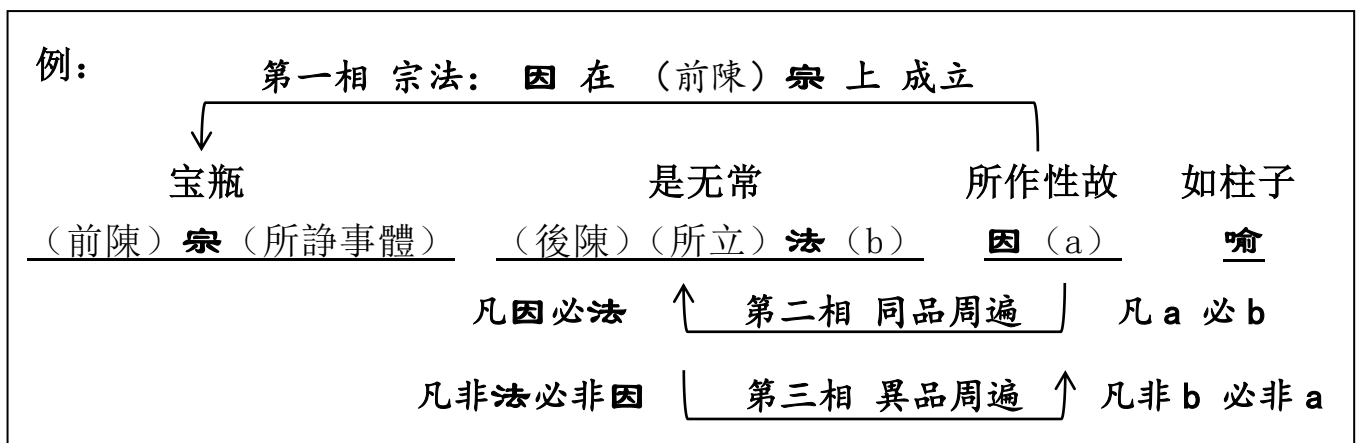 例：
第一相 宗法： 因 在 （前陳）宗 上 成立
宝瓶 是无常 所作性故 如柱子
（前陳）宗（所諍事體） （後陳）（所立）法（b） 因（a） 喻
凡因必法 第二相 同品周遍 凡 a 必 b
凡非法必非因 第三相 異品周遍 凡非 b 必非 a